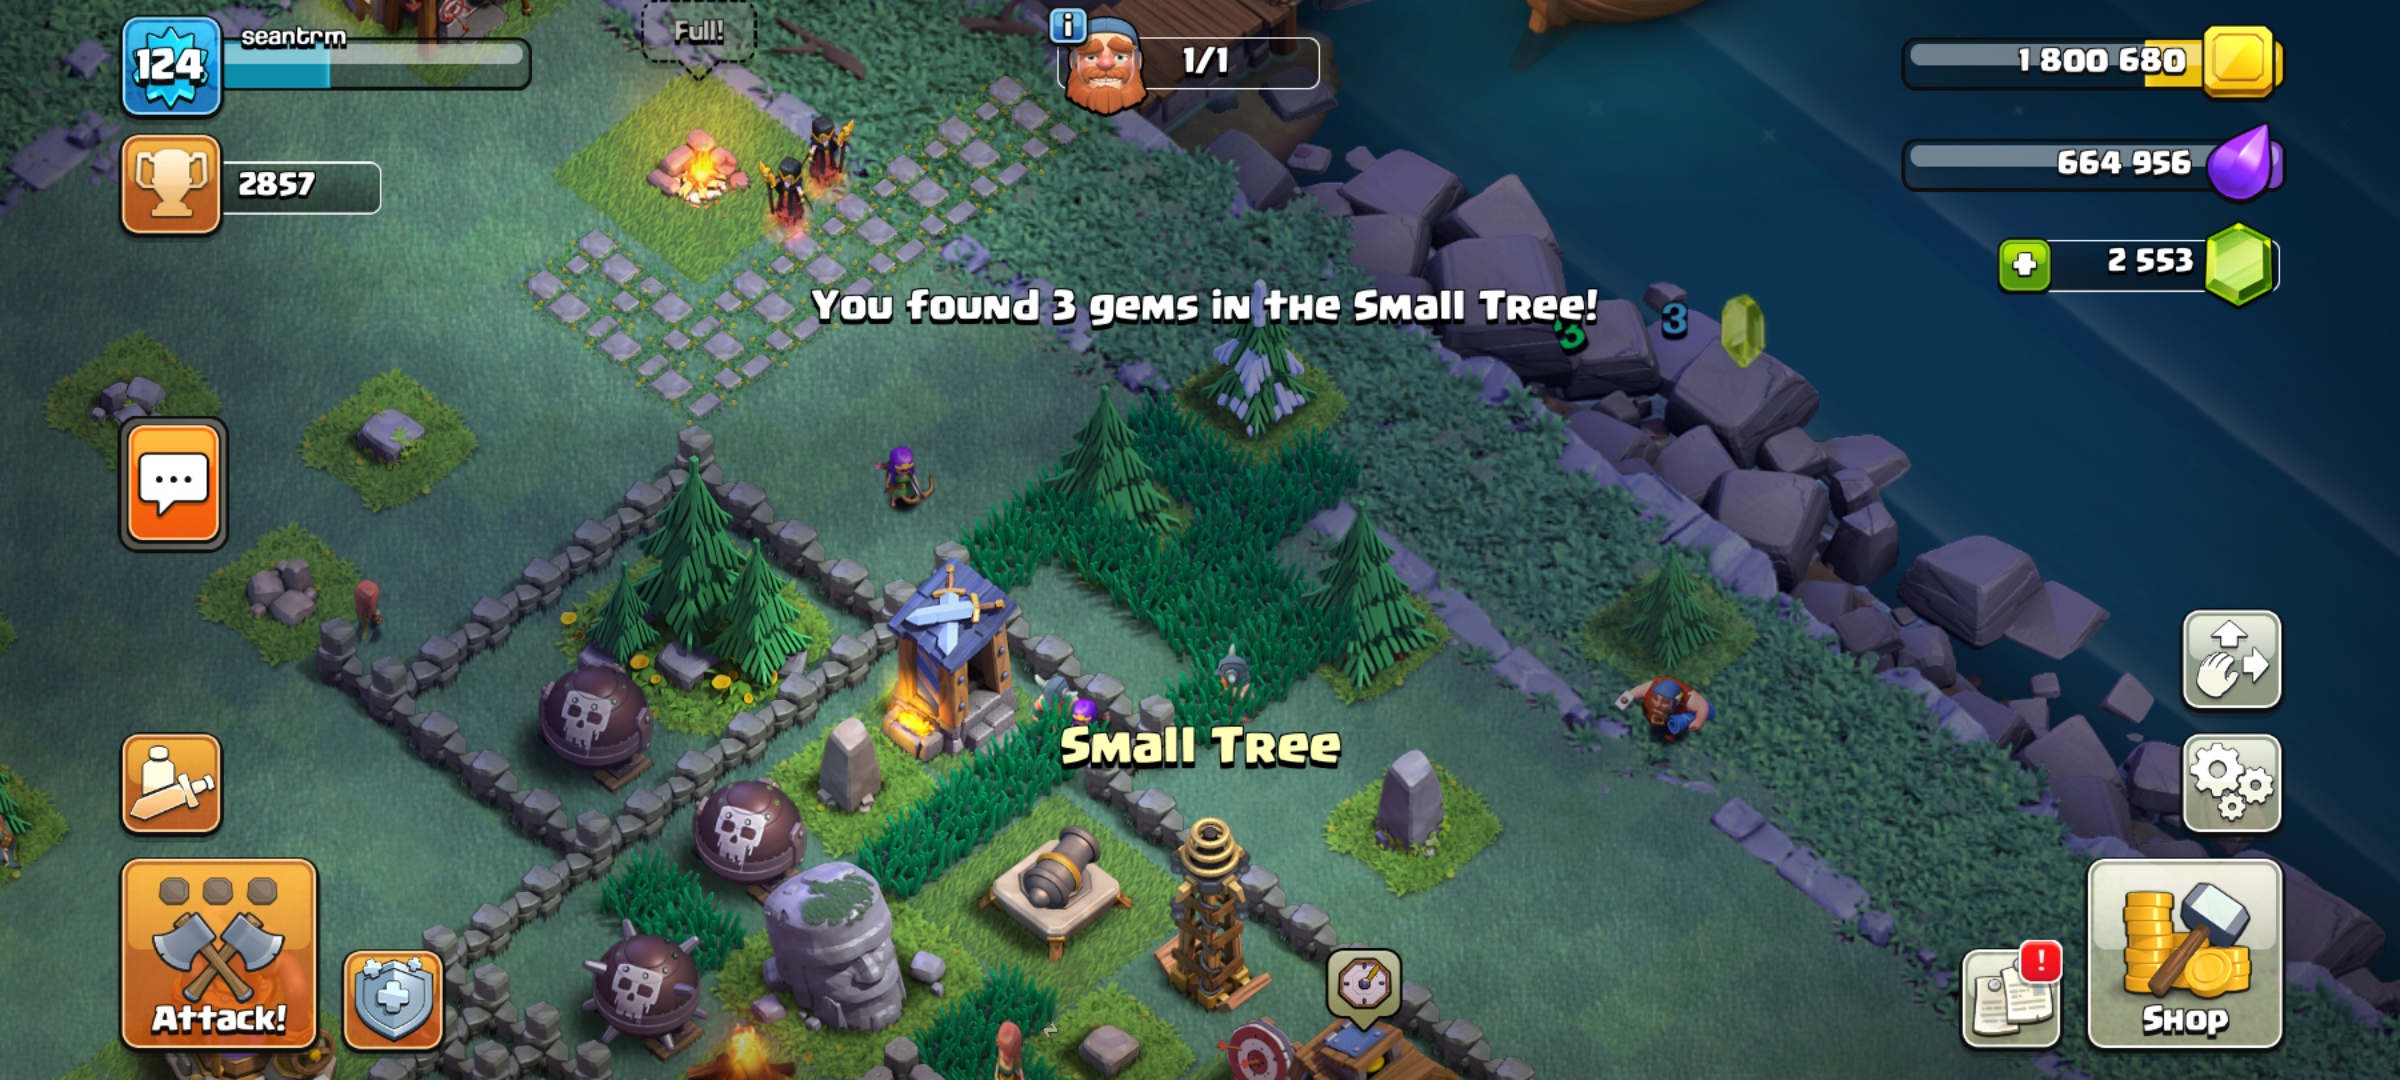 124
seantrm
Full!
i
1/1
1 800 680
2857
664 956
2 553
You found 3 gems in the Small Tree!
3
3
Small Tree
Attack!
!
Shop